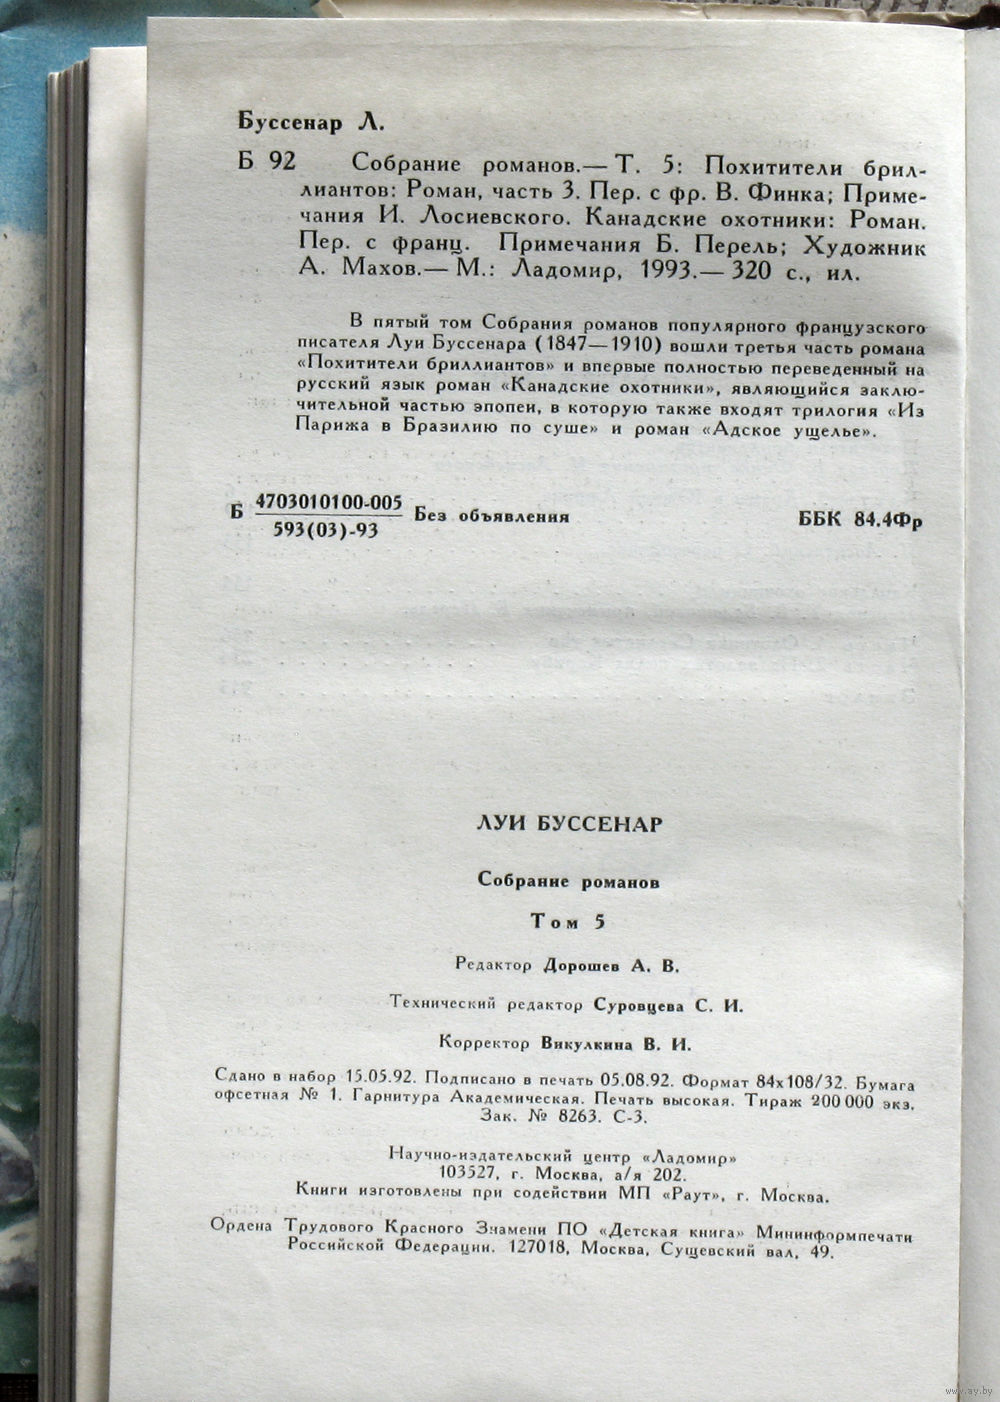 Буссенар Л.
Б 92 Собрание романов.— Т. 5: Похитители брил-
лиантов: Роман, часть 3. Пер. с фр. В. Финка; Приме-
чания И. Лосиевского. Канадские охотники: Роман.
Пер. с франц. Примечания Б. Перель; Художник
А. Махов.— М.: Ладомир, 1993.— 320 с., ил.
В пятый том Собрания романов популярного французского
писателя Луи Буссенара (1847—1910) вошли третья часть романа
«Похитители бриллиантов» и впервые полностью переведенный на
русский язык роман «Канадские охотники», являющийся заклю-
чительной частью эпопеи, в которую также входят трилогия «Из
Парижа в Бразилию по суше» и роман «Адское ущелье».
Б 4703010100-005 Без объявления ББК 84.4Фр
593(03)-93
ЛУИ БУССЕНАР
Собрание романов
Том 5
Редактор Дорошев А. В.
Технический редактор Суровцева С. И.
Корректор Викулкина В. И.
Сдано в набор 15.05.92. Подписано в печать 05.08.92. Формат 84х108/32. Бумага
офсетная № 1. Гарнитура Академическая. Печать высокая. Тираж 200 000 экз.
Зак. № 8263. С-3.
Научно-издательский центр «Ладомир»
103527, г. Москва, а/я 202.
Книги изготовлены при содействии МП «Раут», г. Москва.
Ордена Трудового Красного Знамени ПО «Детская книга» Мининформпечати
Российской Федерации. 127018, Москва, Сущевский вал, 49.
www.ay.by